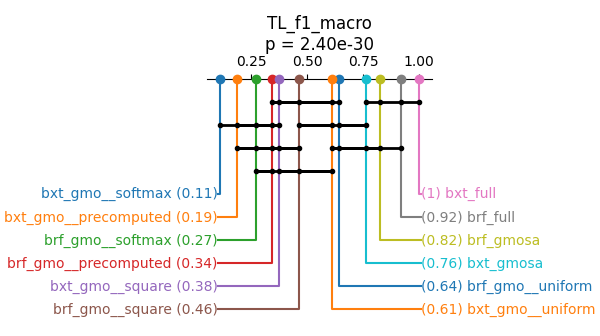 TL_f1_macro
p = 2.40e-30
0.25 0.50 0.75 1.00
bxt_gmo__softmax (0.11) (1) bxt_full
bxt_gmo__precomputed (0.19) (0.92) brf_full
brf_gmo__softmax (0.27) (0.82) brf_gmosa
brf_gmo__precomputed (0.34) (0.76) bxt_gmosa
bxt_gmo__square (0.38) (0.64) brf_gmo__uniform
brf_gmo__square (0.46) (0.61) bxt_gmo__uniform